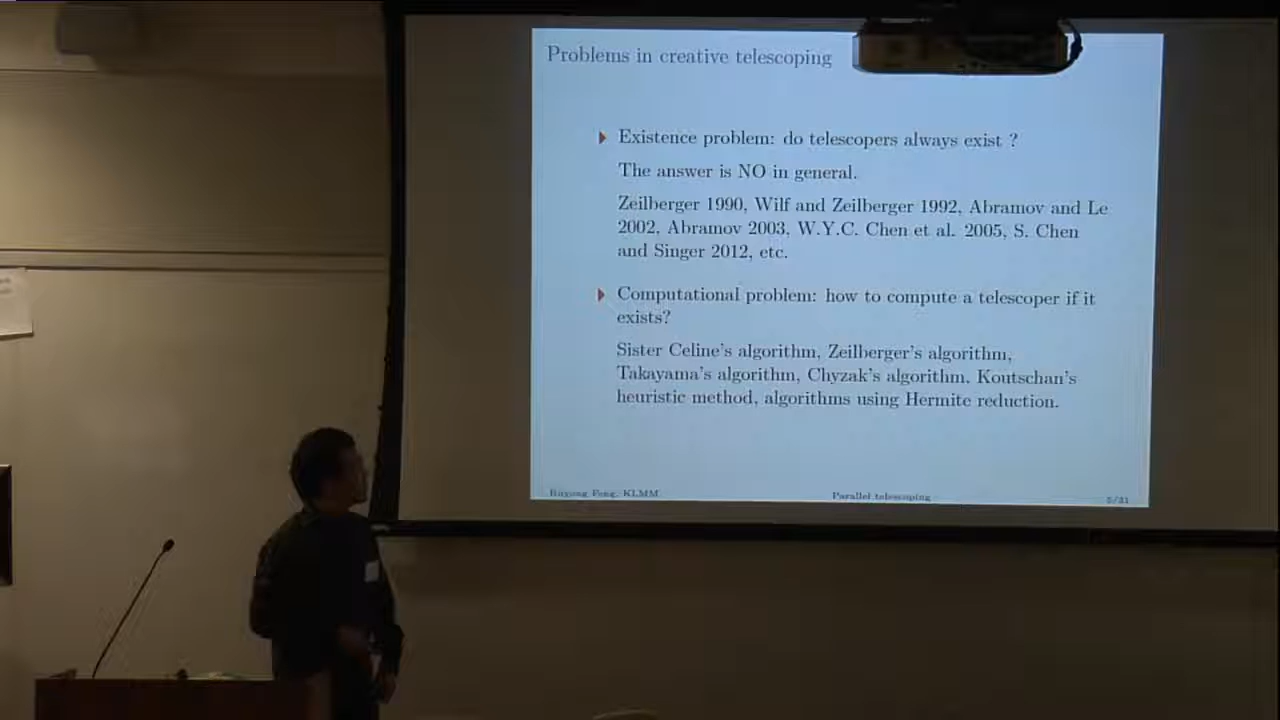 Problems in creative telescoping
Existence problem: do telescopers always exist ?
The answer is NO in general.
Zeilberger 1990, Wilf and Zeilberger 1992, Abramov and Le
2002, Abramov 2003, W.Y.C. Chen et al. 2005, S. Chen
and Singer 2012, etc.
Computational problem: how to compute a telescoper if it
exists?
Sister Celine's algorithm, Zeilberger's algorithm,
Takayama's algorithm, Chyzak's algorithm, Koutschan's
heuristic method, algorithms using Hermite reduction.
Ruyong Feng, KLMM
Parallel telescoping
5/31